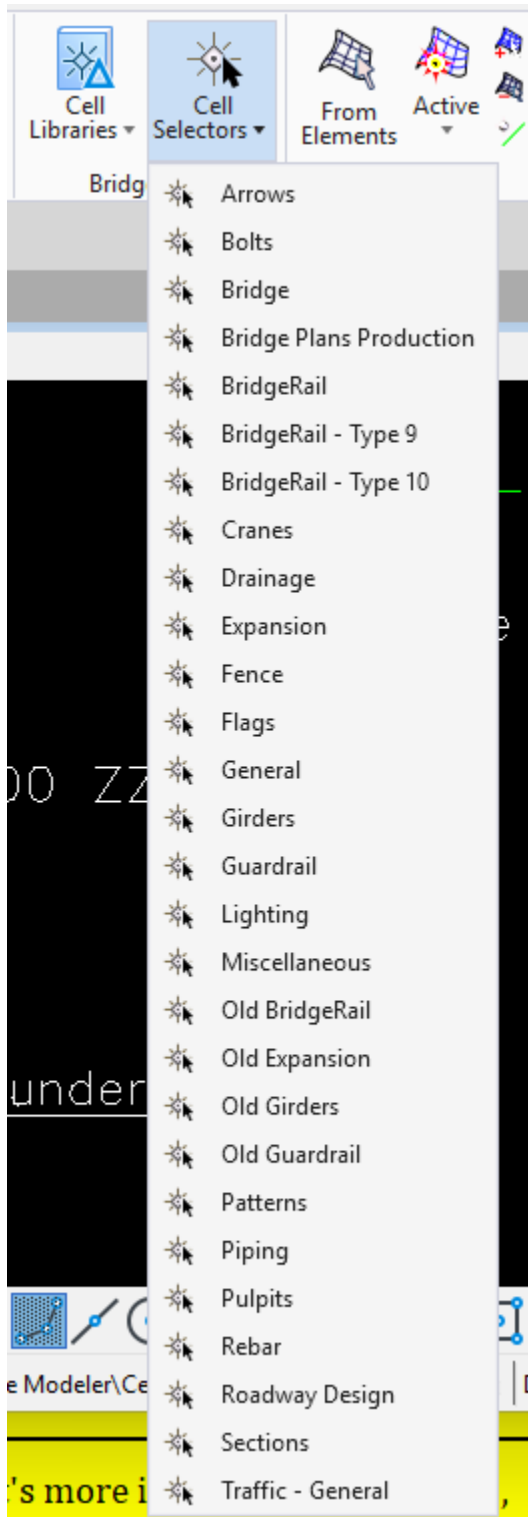 Cell
Libraries
Cell
Selectors
From
Elements
Active
Bridg
Arrows
Bolts
Bridge
Bridge Plans Production
BridgeRail
BridgeRail - Type 9
BridgeRail - Type 10
Cranes
Drainage
Expansion
e
Fence
Flags
General
00 ZZ
Girders
Guardrail
Lighting
Miscellaneous
Old BridgeRail
Old Expansion
under
Old Girders
Old Guardrail
Patterns
Piping
Pulpits
Rebar
e Modeler\Ce
Roadway Design
Sections
's more i
Traffic - General
,